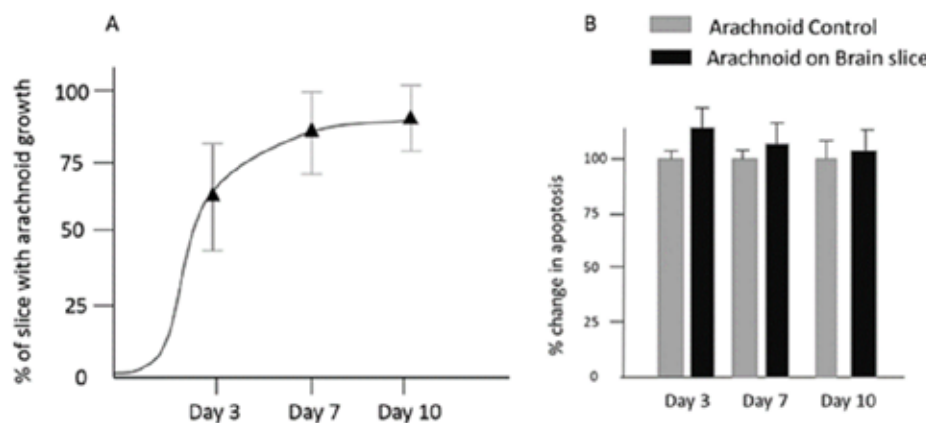 A
% of slice with arachnoid growth
100
75
50
25
0
Day 3
Day 7
Day 10
B
Arachnoid Control
Arachnoid on Brain slice
% change in apoptosis
100
75
50
25
0
Day 3
Day 7
Day 10